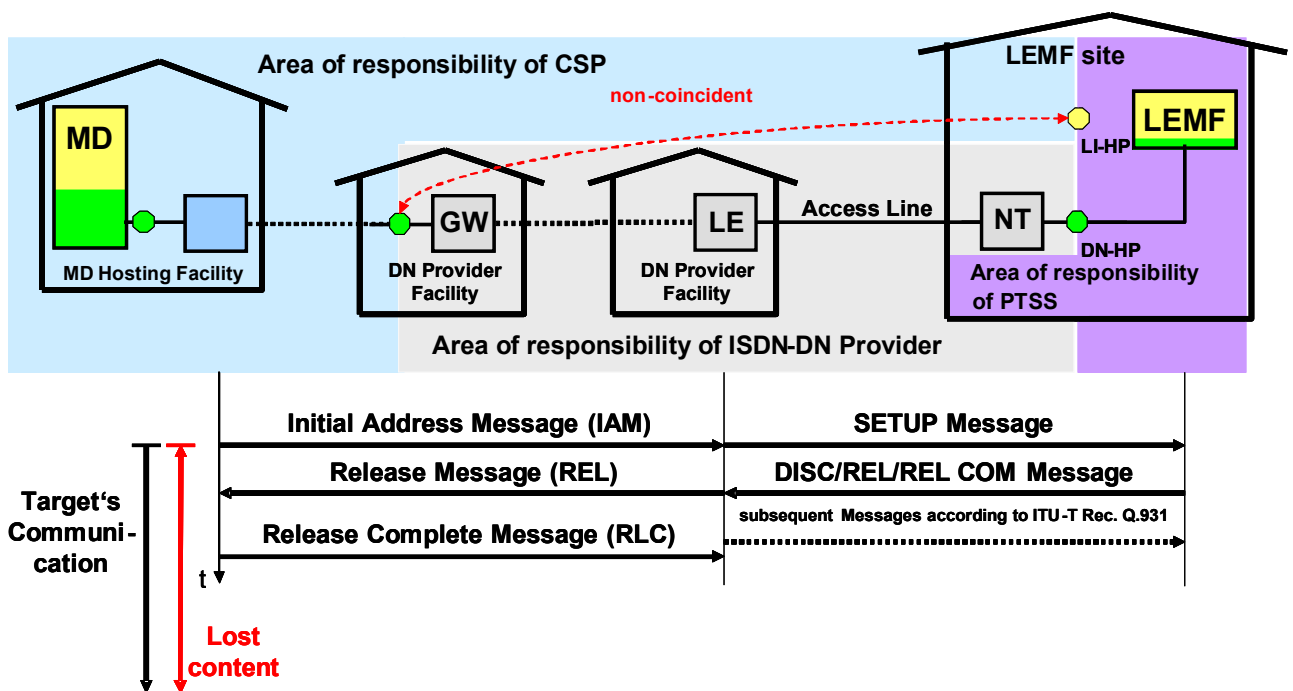 Area of responsibility of CSP
LEMF site
non-coincident
MD
LEMF
LI-HP
GW
LE
Access Line
NT
DN-HP
MD Hosting Facility
DN Provider
Facility
DN Provider
Facility
Area of responsibility
of PTSS
Area of responsibility of ISDN-DN Provider
Initial Address Message (IAM)
SETUP Message
Release Message (REL)
DISC/REL/REL COM Message
Target‘s
Communi-
cation
subsequent Messages according to ITU-T Rec. Q.931
Release Complete Message (RLC)
t
Lost
content